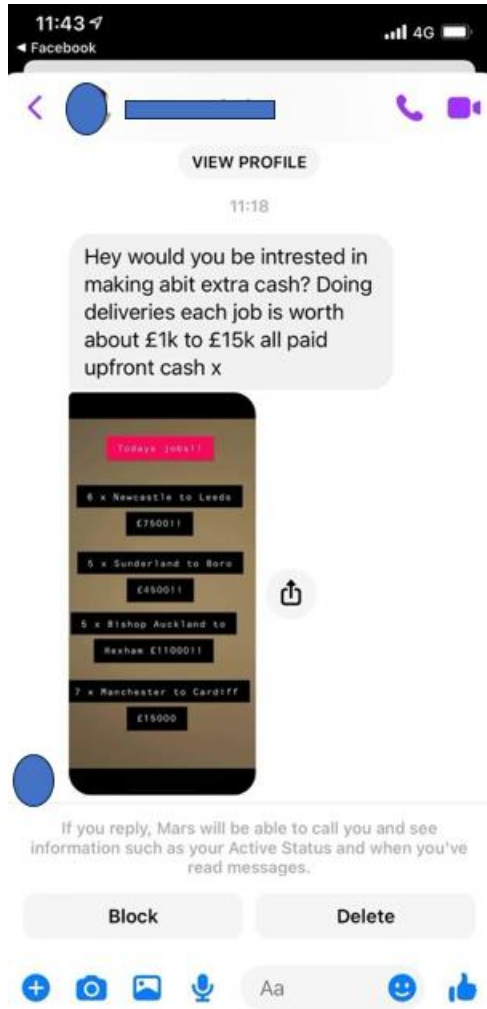 11:43
4G
◀ Facebook
VIEW PROFILE
11:18
Hey would you be intrested in
making abit extra cash? Doing
deliveries each job is worth
about £1k to £15k all paid
upfront cash x
Todays jobs!!
6 x Newcastle to Leeds
£7500!!
5 x Sunderland to Boro
£4500!!
5 x Bishop Auckland to
Hexham £11000!!
7 x Manchester to Cardiff
£15000
If you reply, Mars will be able to call you and see
information such as your Active Status and when you've
read messages.
Block
Delete
Aa